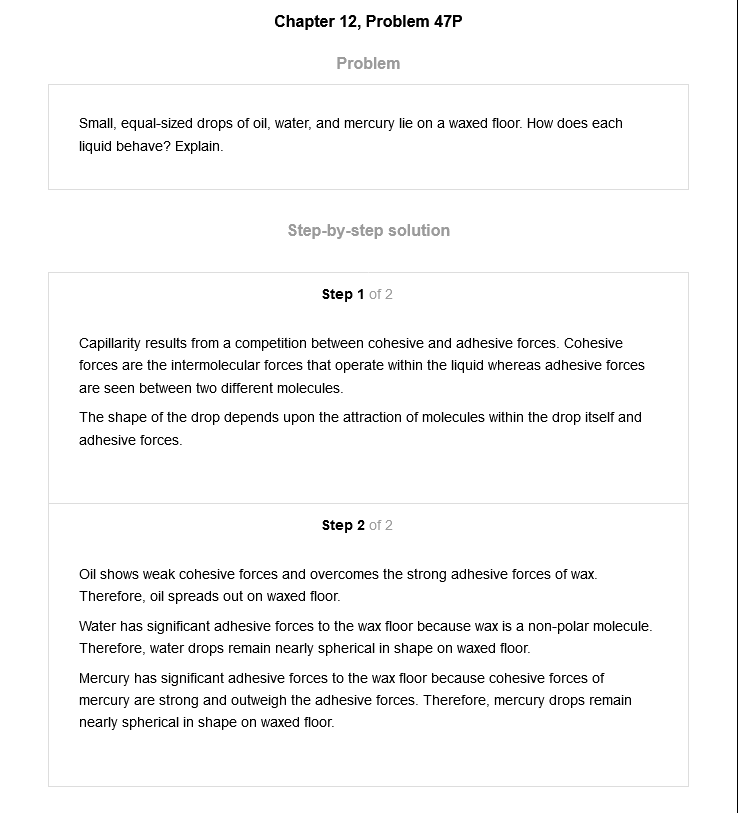 Chapter 12, Problem 47P
Problem
Small, equal-sized drops of oil, water, and mercury lie on a waxed floor. How does each
liquid behave? Explain.
Step-by-step solution
Step 1 of 2
Capillarity results from a competition between cohesive and adhesive forces. Cohesive
forces are the intermolecular forces that operate within the liquid whereas adhesive forces
are seen between two different molecules.
The shape of the drop depends upon the attraction of molecules within the drop itself and
adhesive forces.
Step 2 of 2
Oil shows weak cohesive forces and overcomes the strong adhesive forces of wax.
Therefore, oil spreads out on waxed floor.
Water has significant adhesive forces to the wax floor because wax is a non-polar molecule.
Therefore, water drops remain nearly spherical in shape on waxed floor.
Mercury has significant adhesive forces to the wax floor because cohesive forces of
mercury are strong and outweigh the adhesive forces. Therefore, mercury drops remain
nearly spherical in shape on waxed floor.